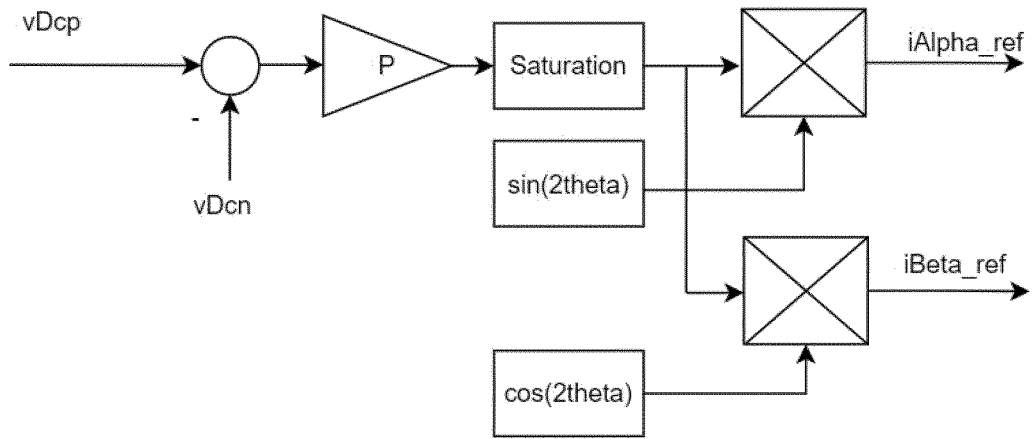 vDcp
P
Saturation
iAlpha_ref
-
vDcn
sin(2theta)
iBeta_ref
cos(2theta)